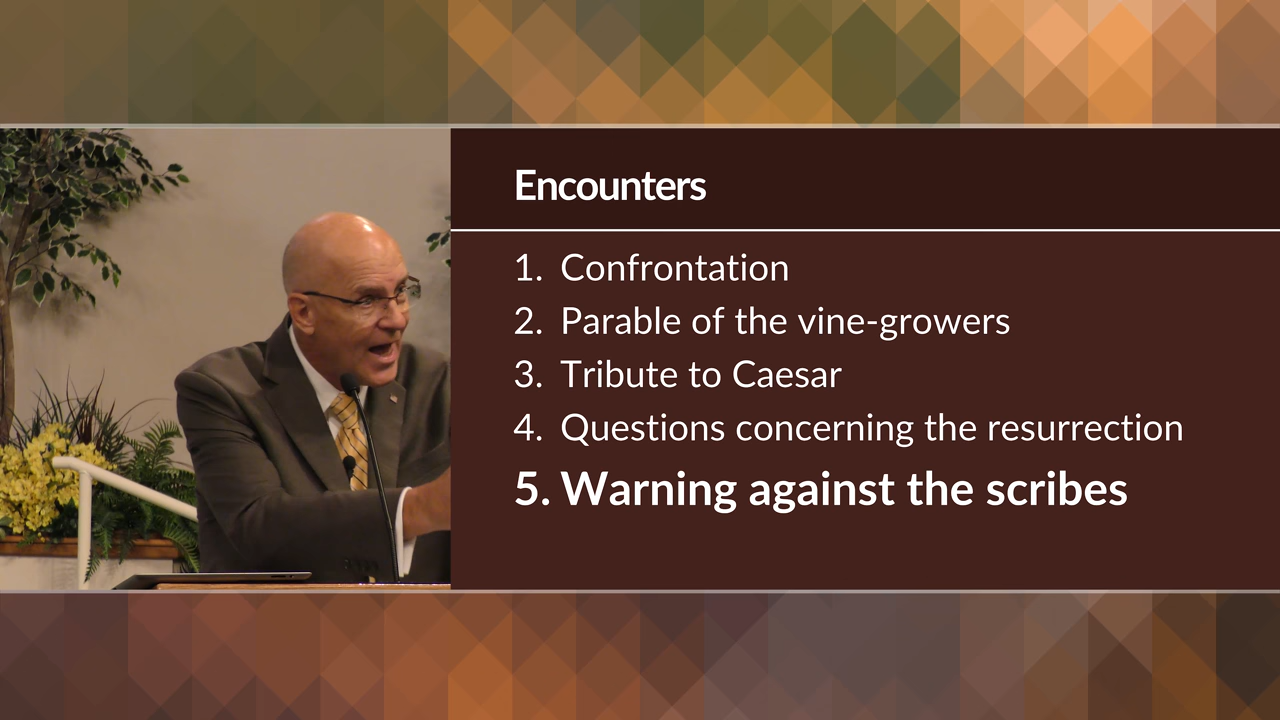 Encounters
1. Confrontation
2. Parable of the vine-growers
3. Tribute to Caesar
4. Questions concerning the resurrection
5. Warning against the scribes